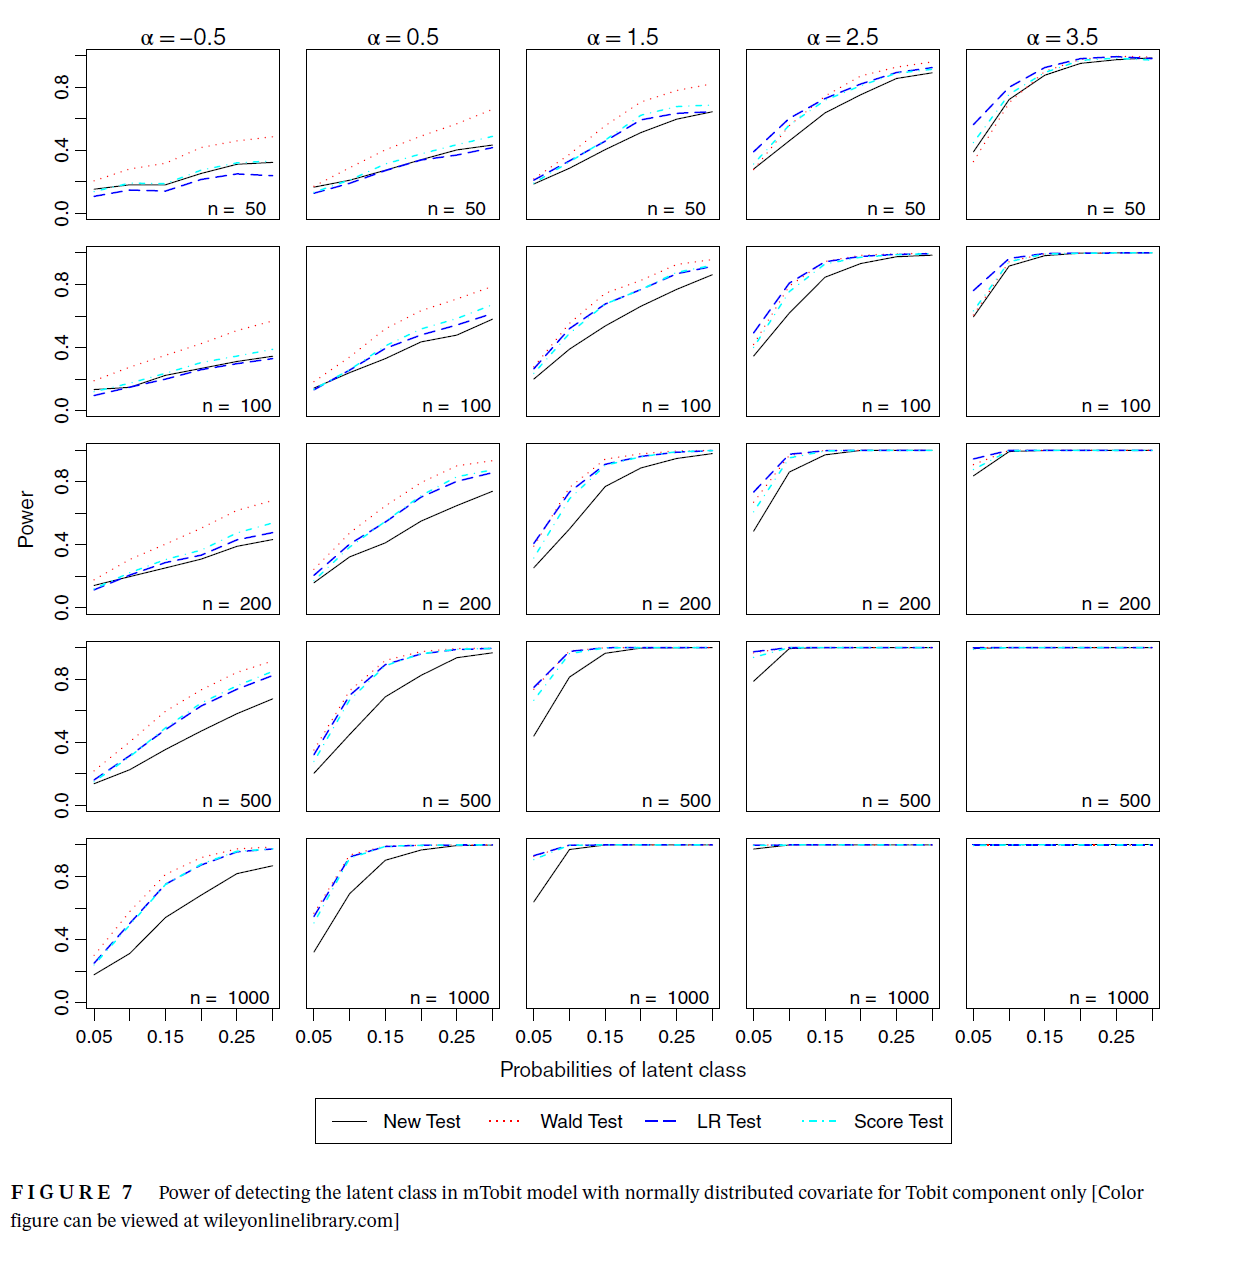 α = −0.5 α = 0.5 α = 1.5 α = 2.5 α = 3.5
0.8
0.4
0.0
n = 50 n = 50 n = 50 n = 50 n = 50
0.8
0.4
0.0
n = 100 n = 100 n = 100 n = 100 n = 100
Power
0.8
0.4
0.0
n = 200 n = 200 n = 200 n = 200 n = 200
0.8
0.4
0.0
n = 500 n = 500 n = 500 n = 500 n = 500
0.8
0.4
0.0
n = 1000 n = 1000 n = 1000 n = 1000 n = 1000
0.05 0.15 0.25 0.05 0.15 0.25 0.05 0.15 0.25 0.05 0.15 0.25 0.05 0.15 0.25
Probabilities of latent class
New Test Wald Test LR Test Score Test
FIGURE 7 Power of detecting the latent class in mTobit model with normally distributed covariate for Tobit component only [Color
figure can be viewed at wileyonlinelibrary.com]